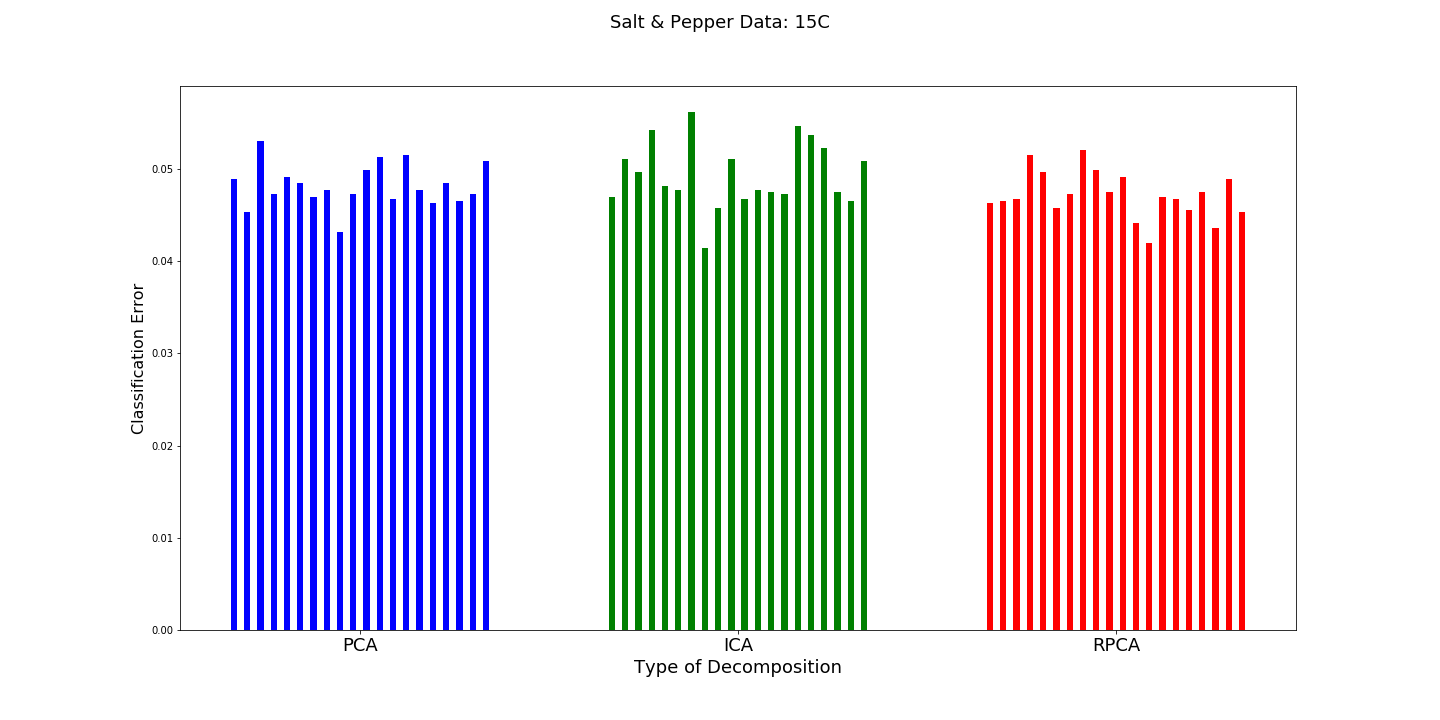 Salt & Pepper Data: 15C
Classification Error
0.05
0.04
0.03
0.02
0.01
0.00
PCA ICA RPCA
Type of Decomposition